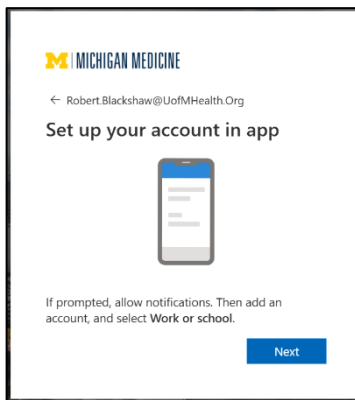 M | MICHIGAN MEDICINE
← Robert.Blackshaw@UofMHealth.Org
Set up your account in app
If prompted, allow notifications. Then add an
account, and select Work or school.
Next